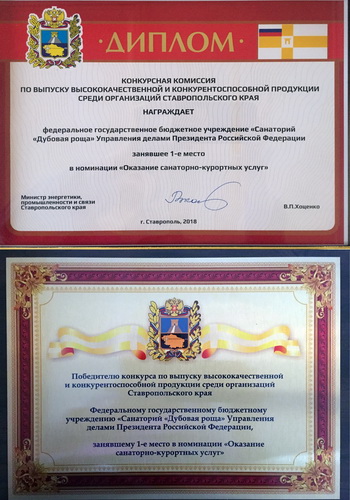 · ДИПЛОМ ·
КОНКУРСНАЯ КОМИССИЯ
ПО ВЫПУСКУ ВЫСОКОКАЧЕСТВЕННОЙ И КОНКУРЕНТОСПОСОБНОЙ ПРОДУКЦИИ
СРЕДИ ОРГАНИЗАЦИЙ СТАВРОПОЛЬСКОГО КРАЯ
НАГРАЖДАЕТ
федеральное государственное бюджетное учреждение «Санаторий
«Дубовая роща» Управления делами Президента Российской Федерации
занявшее 1-е место
в номинации «Оказание санаторно-курортных услуг»
Министр энергетики,
промышленности и связи
Ставропольского края
В.П.Хоценко
г. Ставрополь, 2018
Победителю конкурса по выпуску высококачественной
и конкурентоспособной продукции среди организаций
Ставропольского края
Федеральному государственному бюджетному
учреждению «Санаторий «Дубовая роща» Управления
делами Президента Российской Федерации,
занявшему 1-е место в номинации «Оказание
санаторно-курортных услуг»